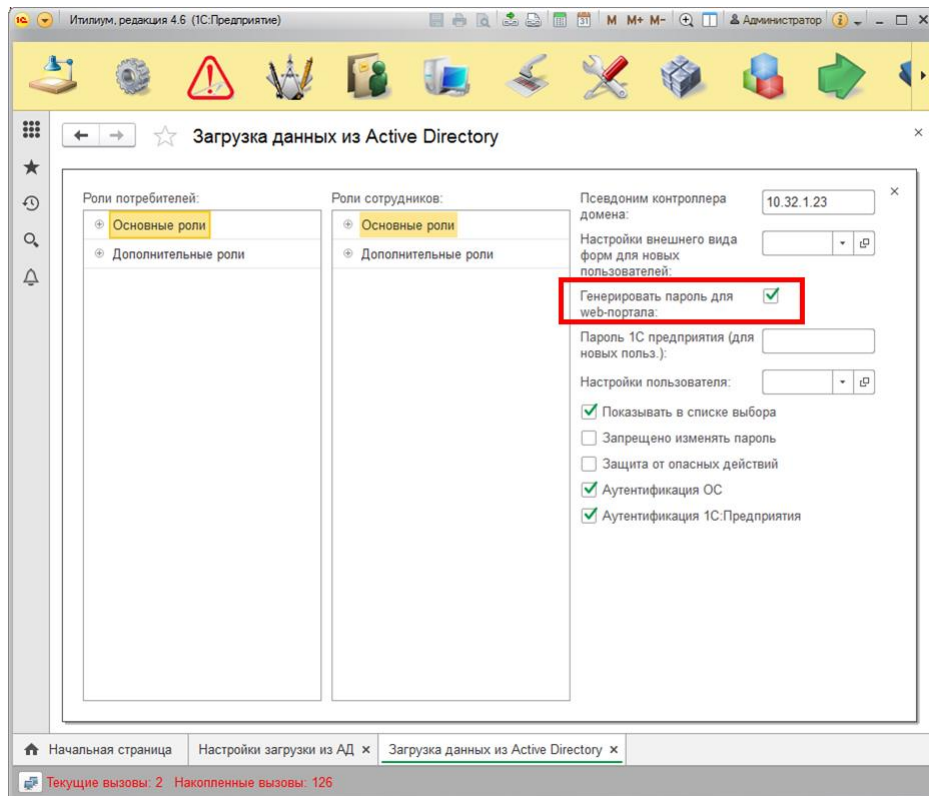 Итилиум, редакция 4.6 (1С:Предприятие)
M M+ M- Администратор
Загрузка данных из Active Directory
Роли потребителей:
Основные роли
Дополнительные роли
Роли сотрудников:
Основные роли
Дополнительные роли
Псевдоним контроллера
домена:
10.32.1.23
Настройки внешнего вида
форм для новых
пользователей:
Генерировать пароль для
web-портала:
Пароль 1С предприятия (для
новых польз.):
Настройки пользователя:
Показывать в списке выбора
Запрещено изменять пароль
Защита от опасных действий
Аутентификация ОС
Аутентификация 1С:Предприятия
Начальная страница
Настройки загрузки из АД
Загрузка данных из Active Directory
Текущие вызовы: 2 Накопленные вызовы: 126